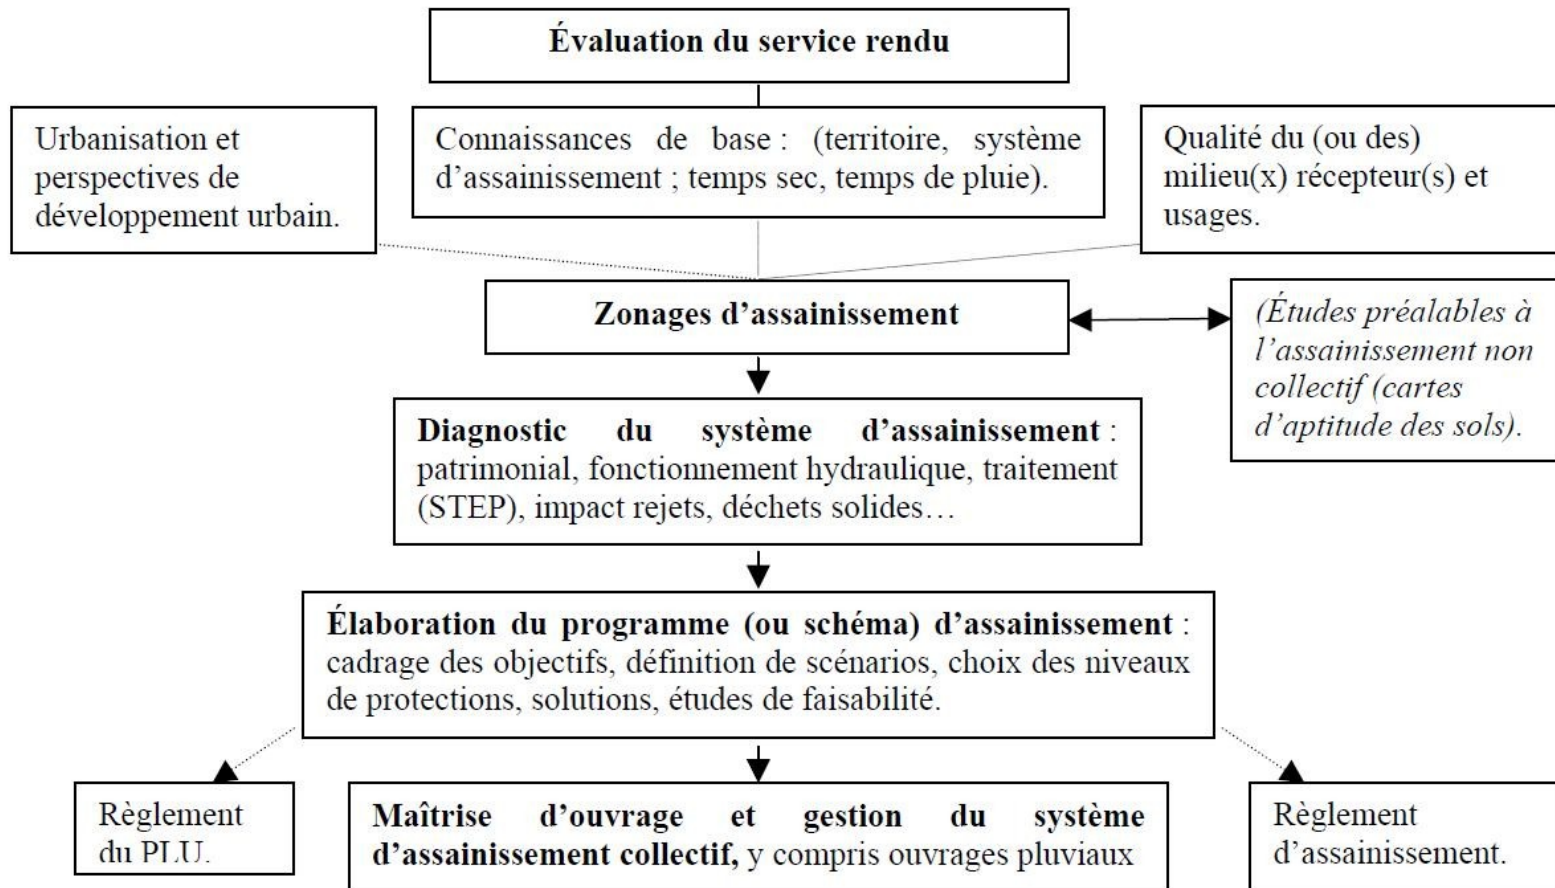 Évaluation du service rendu
Urbanisation et
perspectives de
développement urbain.
Connaissances de base : (territoire, système
d’assainissement ; temps sec, temps de pluie).
Qualité du (ou des)
milieu(x) récepteur(s) et
usages.
Zonages d’assainissement
(Études préalables à
l’assainissement non
collectif (cartes
d’aptitude des sols).
Diagnostic du système d’assainissement :
patrimonial, fonctionnement hydraulique, traitement
(STEP), impact rejets, déchets solides…
Élaboration du programme (ou schéma) d’assainissement :
cadrage des objectifs, définition de scénarios, choix des niveaux
de protections, solutions, études de faisabilité.
Règlement
du PLU.
Maîtrise d’ouvrage et gestion du système
d’assainissement collectif, y compris ouvrages pluviaux
Règlement
d’assainissement.